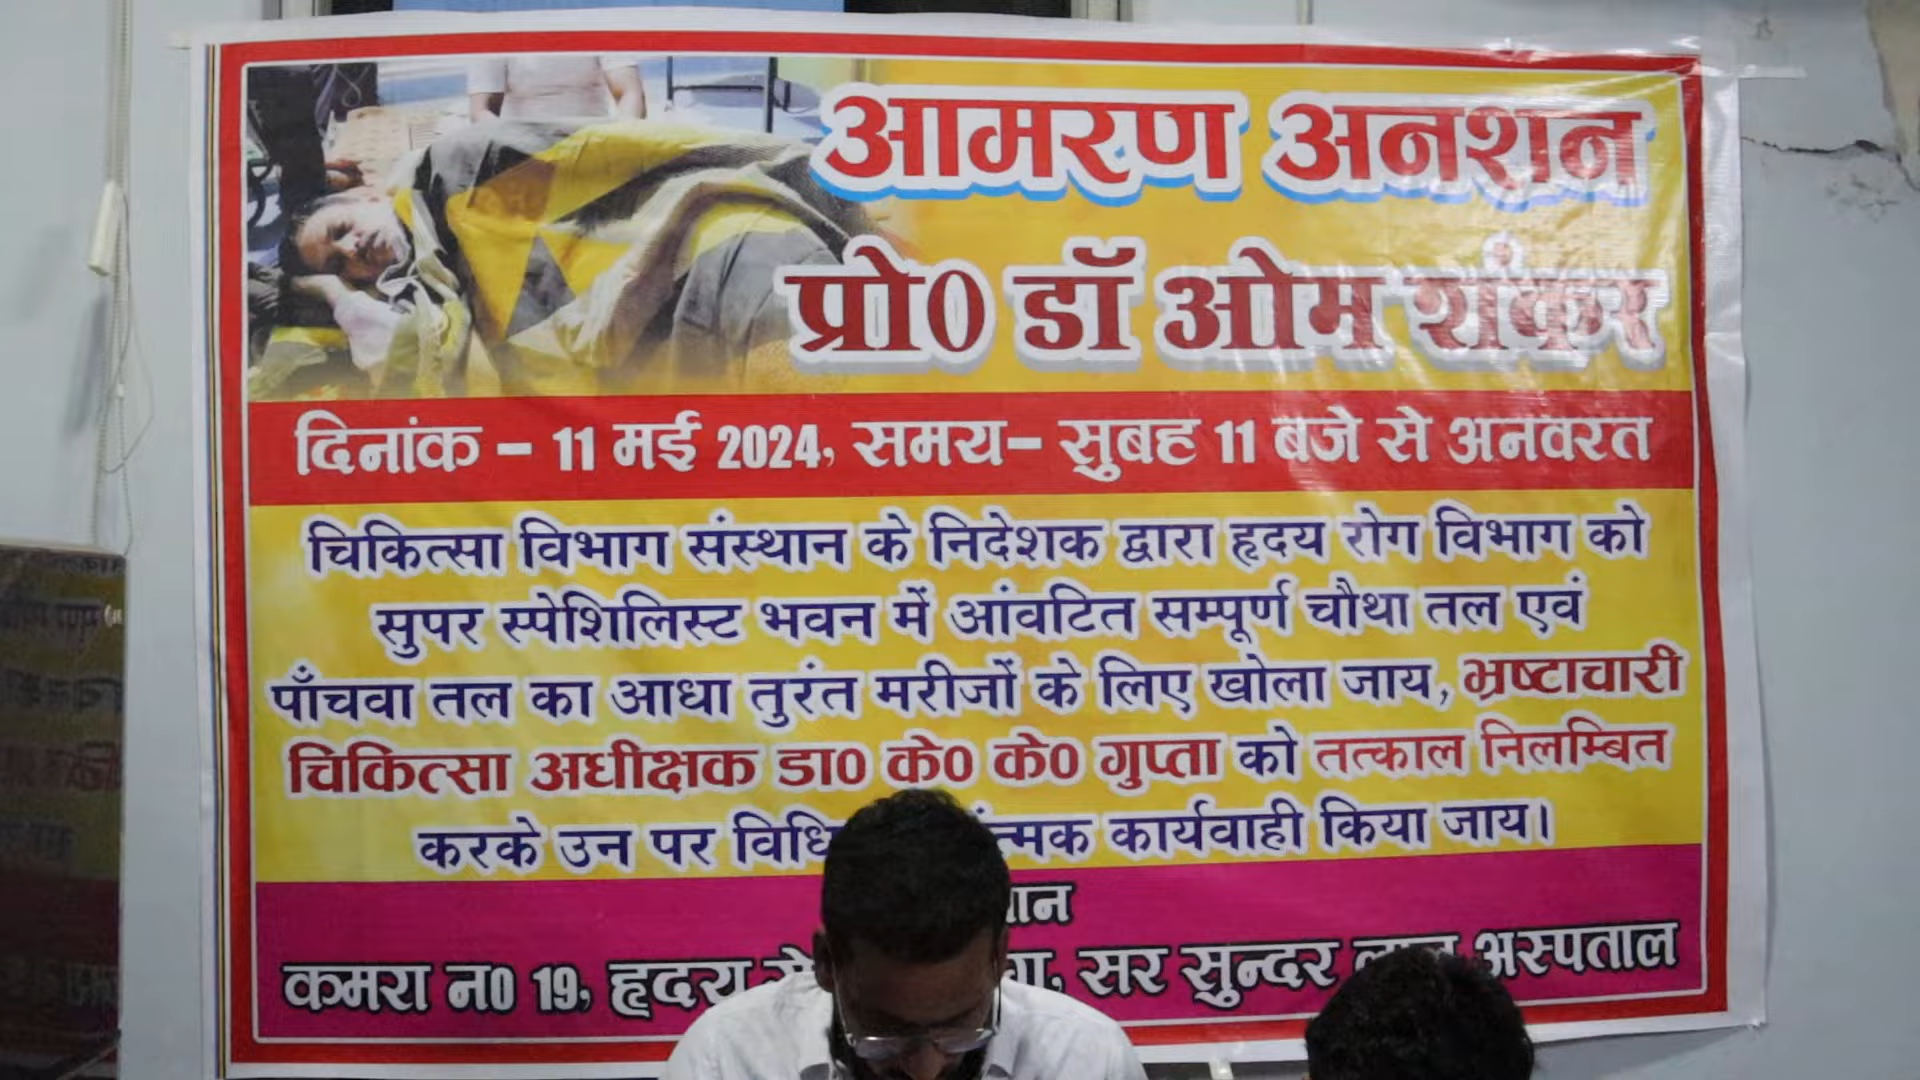 आमरण अनशन
प्रो0 डॉ ओम शंकर
दिनांक - 11 मई 2024, समय- सुबह 11 बजे से अनवरत
चिकित्सा विभाग संस्थान के निदेशक द्वारा हृदय रोग विभाग को
सुपर स्पेशिलिस्ट भवन में आंवटित सम्पूर्ण चौथा तल एवं
पाँचवा तल का आधा तुरंत मरीजों के लिए खोला जाय, भ्रष्टाचारी
चिकित्सा अधीक्षक डा0 के0 के0 गुप्ता को तत्काल निलम्बित
करके उन पर कार्यवाही किया जाय।
कमरा न0 19, हृदय सर सुन्दर अस्पताल